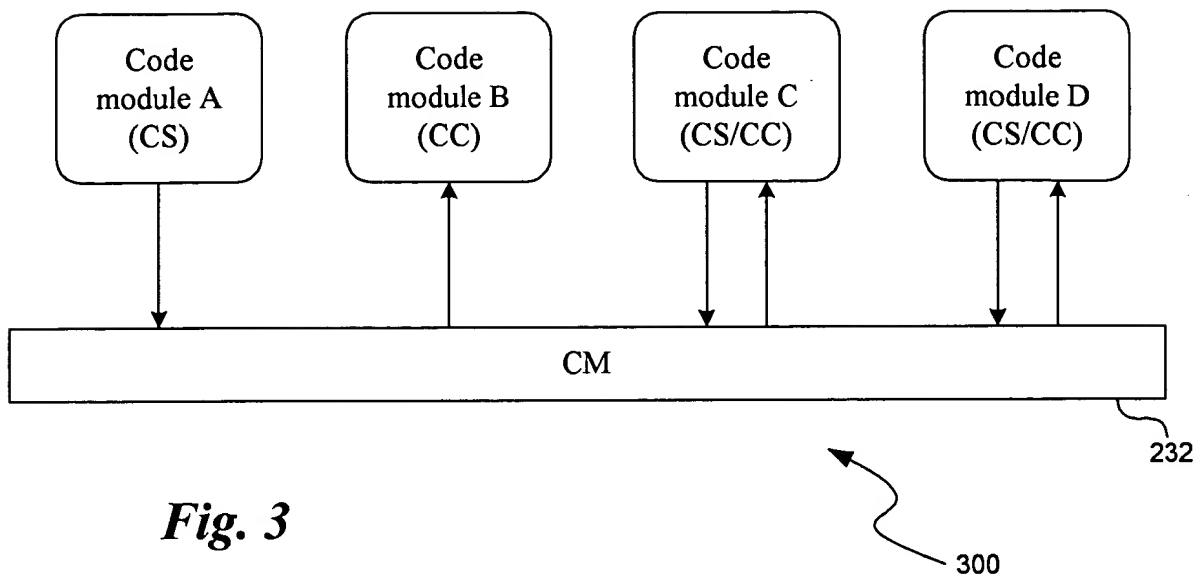 Code
module A
(CS)
Code
module B
(CC)
Code
module C
(CS/CC)
Code
module D
(CS/CC)
CM
232
Fig. 3
300